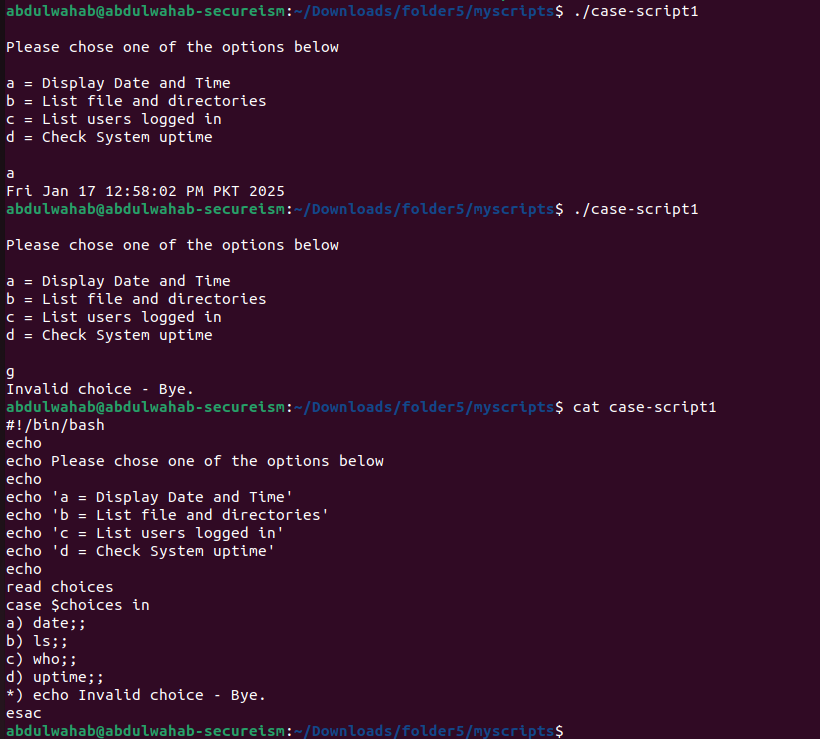 abdulwahab@abdulwahab-secureism:~/Downloads/folder5/myscripts$ ./case-script1
Please chose one of the options below
a = Display Date and Time
b = List file and directories
c = List users logged in
d = Check System uptime
a
Fri Jan 17 12:58:02 PM PKT 2025
abdulwahab@abdulwahab-secureism:~/Downloads/folder5/myscripts$ ./case-script1
Please chose one of the options below
a = Display Date and Time
b = List file and directories
c = List users logged in
d = Check System uptime
g
Invalid choice - Bye.
abdulwahab@abdulwahab-secureism:~/Downloads/folder5/myscripts$ cat case-script1
#!/bin/bash
echo
echo Please chose one of the options below
echo
echo 'a = Display Date and Time'
echo 'b = List file and directories'
echo 'c = List users logged in'
echo 'd = Check System uptime'
echo
read choices
case $choices in
a) date;;
b) ls;;
c) who;;
d) uptime;;
*) echo Invalid choice - Bye.
esac
abdulwahab@abdulwahab-secureism:~/Downloads/folder5/myscripts$